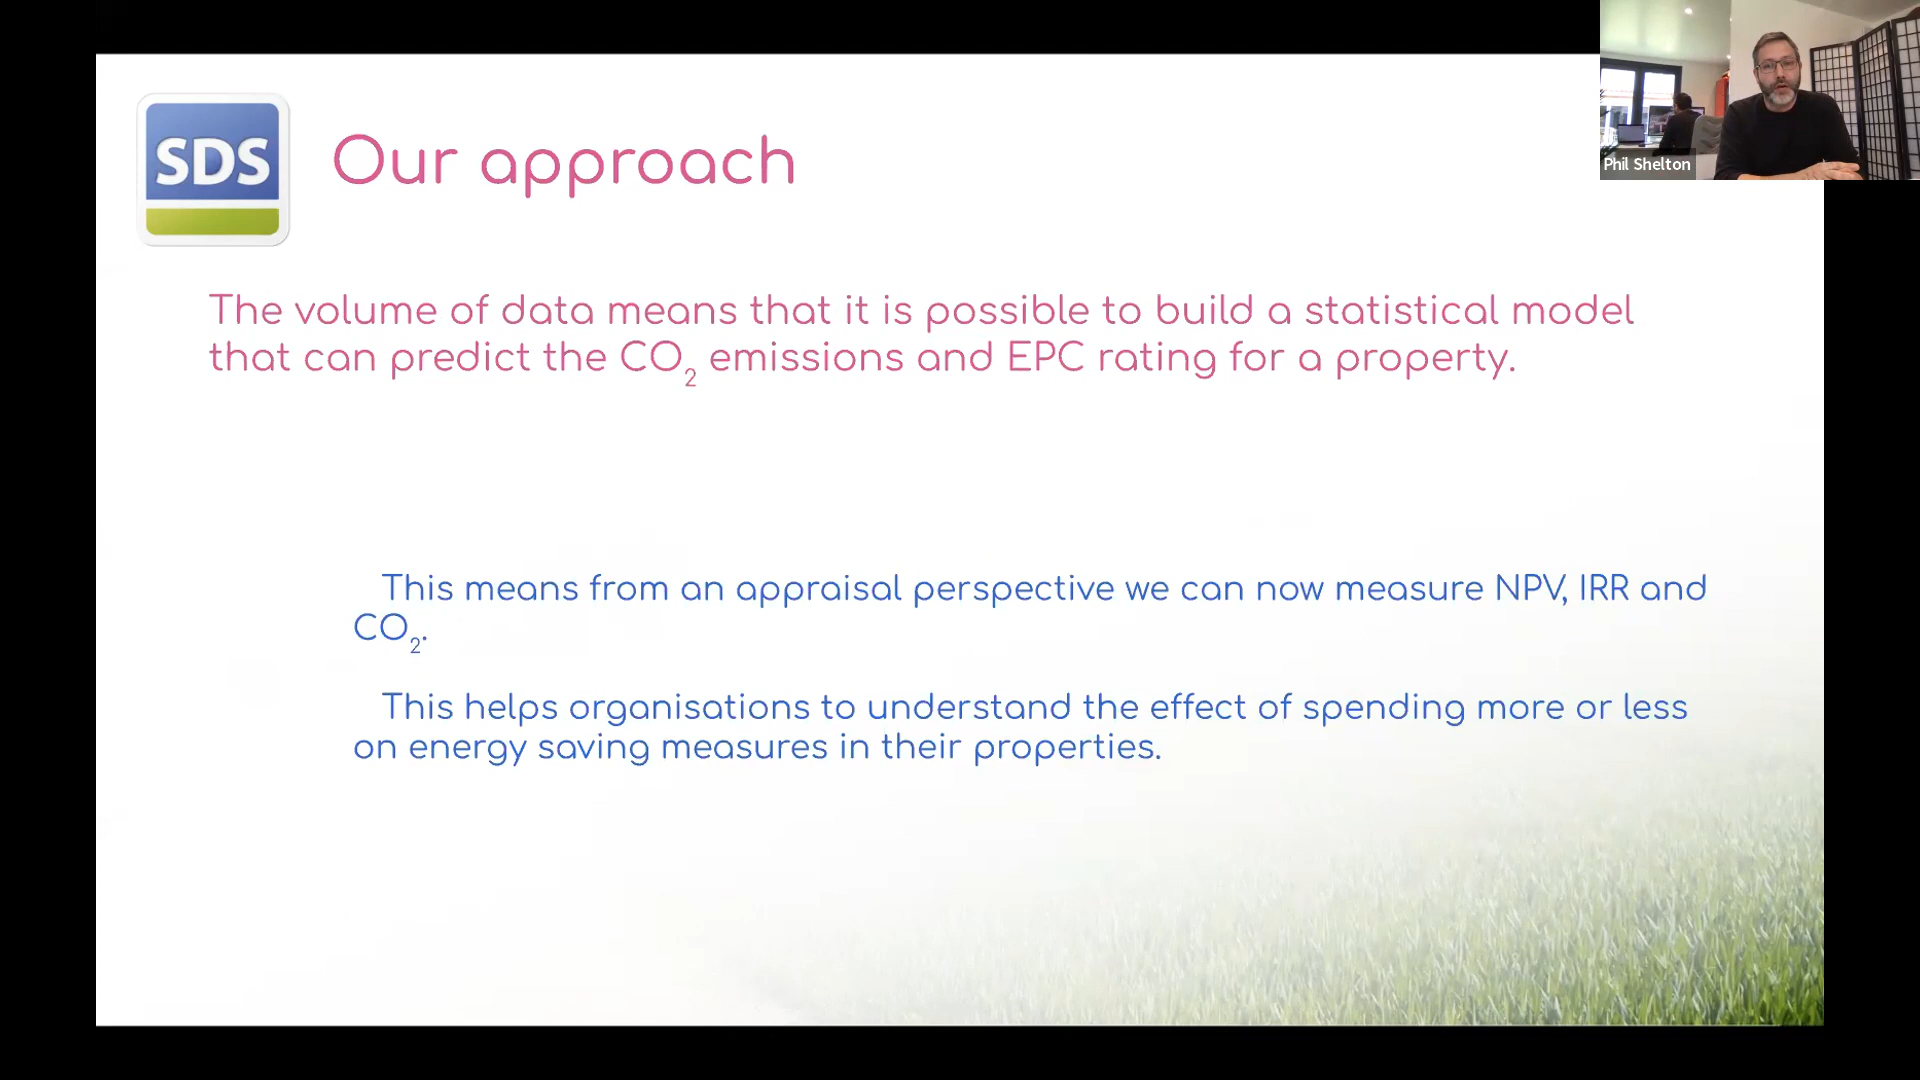 SDS
Our approach
Phil Shelton
The volume of data means that it is possible to build a statistical model
that can predict the CO₂ emissions and EPC rating for a property.
This means from an appraisal perspective we can now measure NPV, IRR and
CO₂.
This helps organisations to understand the effect of spending more or less
on energy saving measures in their properties.